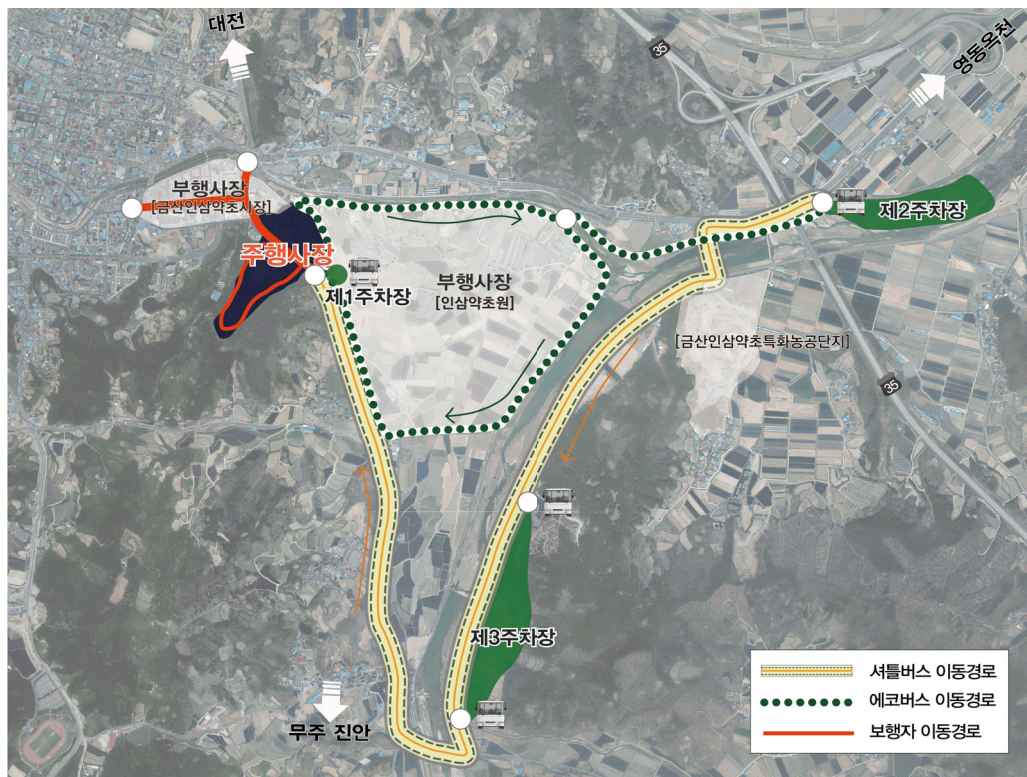 대전
35
영동옥천
부행사장
[금산인삼약초시장]
제2주차장
주행사장
부행사장
[인삼약초원]
제1주차장
[금산인삼약초특화농공단지]
35
제3주차장
무주 진안
셔틀버스 이동경로
에코버스 이동경로
보행자 이동경로